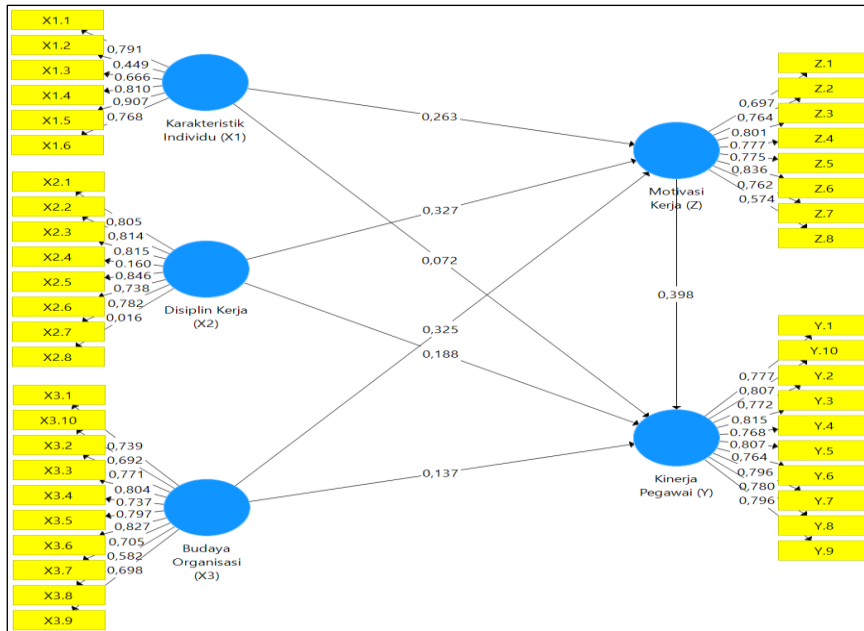 X1.1
X1.2
X1.3
X1.4
X1.5
X1.6
0,791
0.449
0.666
0.810
0,907
0,768
Karakteristik
Individu (X1)
X2.1
X2.2
X2.3
X2.4
X2.5
X2.6
X2.7
X2.8
0,805
0,814
0,815
0.160
0.846
0,738
0,782
0,016
Disiplin Kerja
(X2)
X3.1
X3.10
X3.2
X3.3
X3.4
X3.5
X3.6
X3.7
X3.8
X3.9
0,739
0,692
0,771
0.804
0.737
0,797
0,827
0,705
0,582
0,698
Budaya
Organisasi
(X3)
0,263
0,327
0,072
0,325
0,188
0,137
0,398
Z.1
Z.2
Z.3
Z.4
Z.5
Z.6
Z.7
Z.8
0,697
0,764
0,801
0.777
0,775
0,836
0,762
0,574
Motivasi
Kerja (Z)
Y.1
Y.10
Y.2
Y.3
Y.4
Y.5
Y.6
Y.7
Y.8
Y.9
0,777
0,807
0,772
0.815
0.768
0,807
0,764
0,796
0,780
0,796
Kinerja
Pegawai (Y)